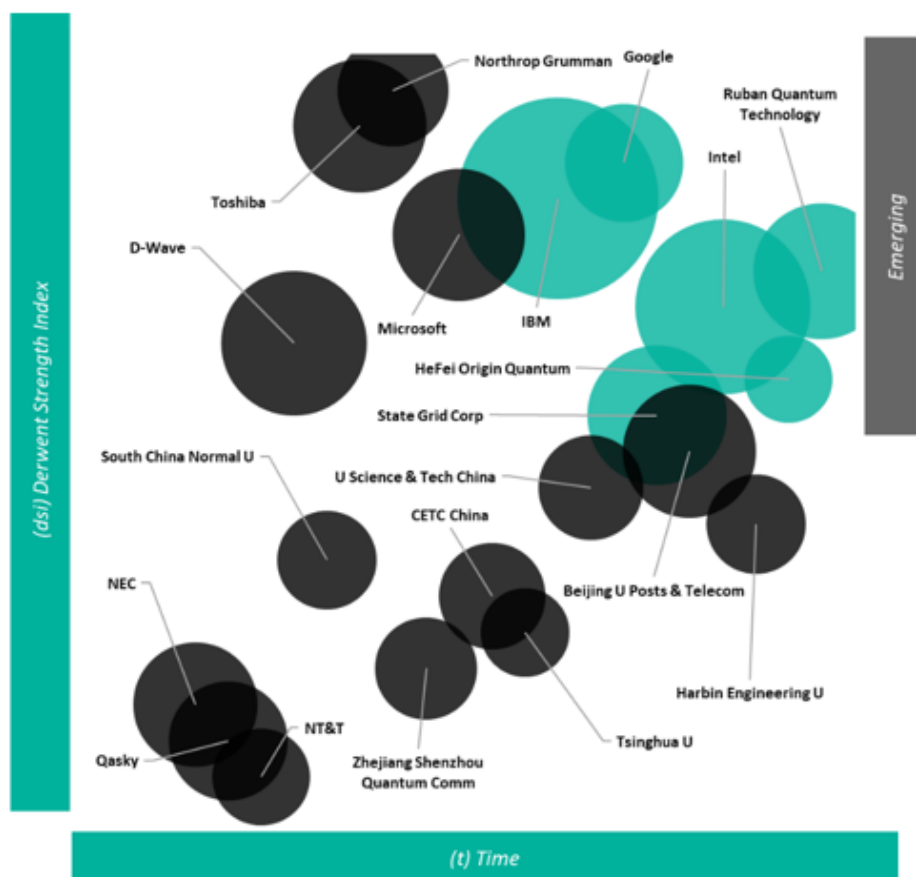 Northrop Grumman
Google
Ruban Quantum
Technology
Intel
Toshiba
D-Wave
Microsoft
IBM
HeFei Origin Quantum
State Grid Corp
South China Normal U
U Science & Tech China
CETC China
NEC
Beijing U Posts & Telecom
Harbin Engineering U
NT&T
Tsinghua U
Qasky
Zhejiang Shenzhou
Quantum Comm
(dsi) Derwent Strength Index
Emerging
(t) Time